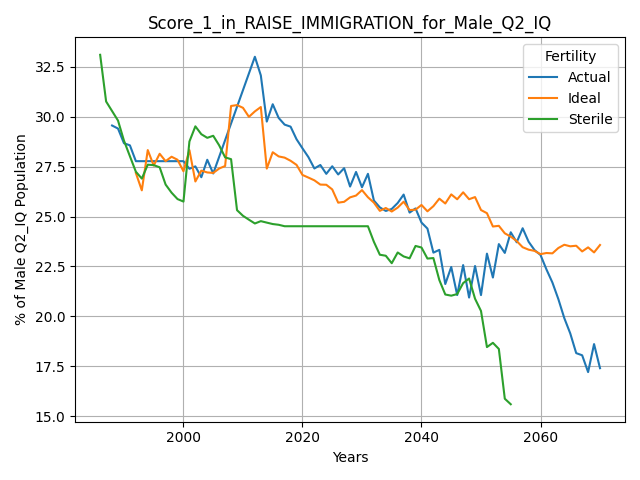 Score_1_in_RAISE_IMMIGRATION_for_Male_Q2_IQ
% of Male Q2_IQ Population
32.5
30.0
27.5
25.0
22.5
20.0
17.5
15.0
Fertility
Actual
Ideal
Sterile
2000
2020
2040
2060
Years